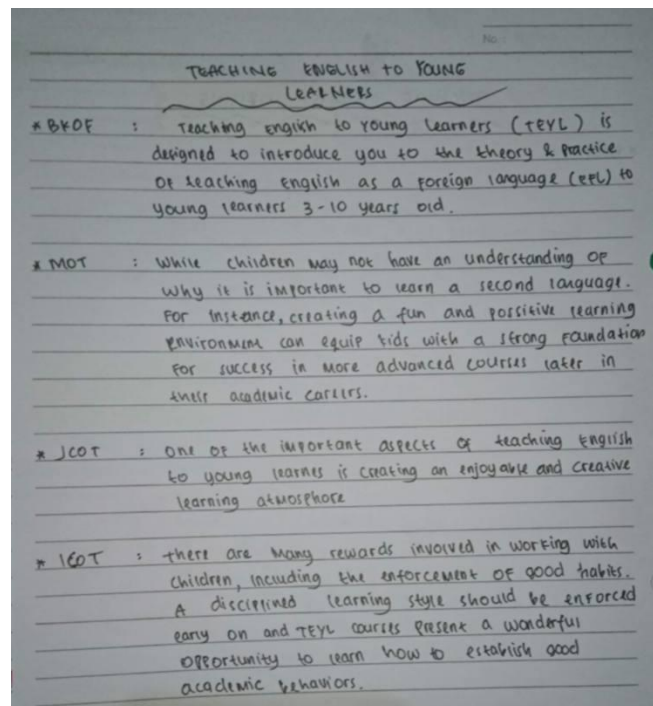 No :
TEACHING ENGLISH TO YOUNG
LEARNERS
* BKOF : Teaching English to Young Learners (TEYL) is
designed to introduce you to the theory & Practice
OF teaching English as a Foreign language (EFL) to
young learners 3-10 years old.
* MOT : While children may not have an understanding OF
why it is important to learn a second language.
For instance, creating a fun and possitive learning
environment can equip kids with a strong Foundation
For success in more advanced courses later in
their academic careers.
* JCOT : One OF the important aspects of teaching English
to young learnes is creating an enjoyable and creative
learning atmosphore
* IEOT : there are Many rewards involved in working with
children, including the enforcement OF good habits.
A disciplined learning style should be enforced
early on and TEYL courses present a wonderful
opportunity to learn how to establish good
academic behaviors.